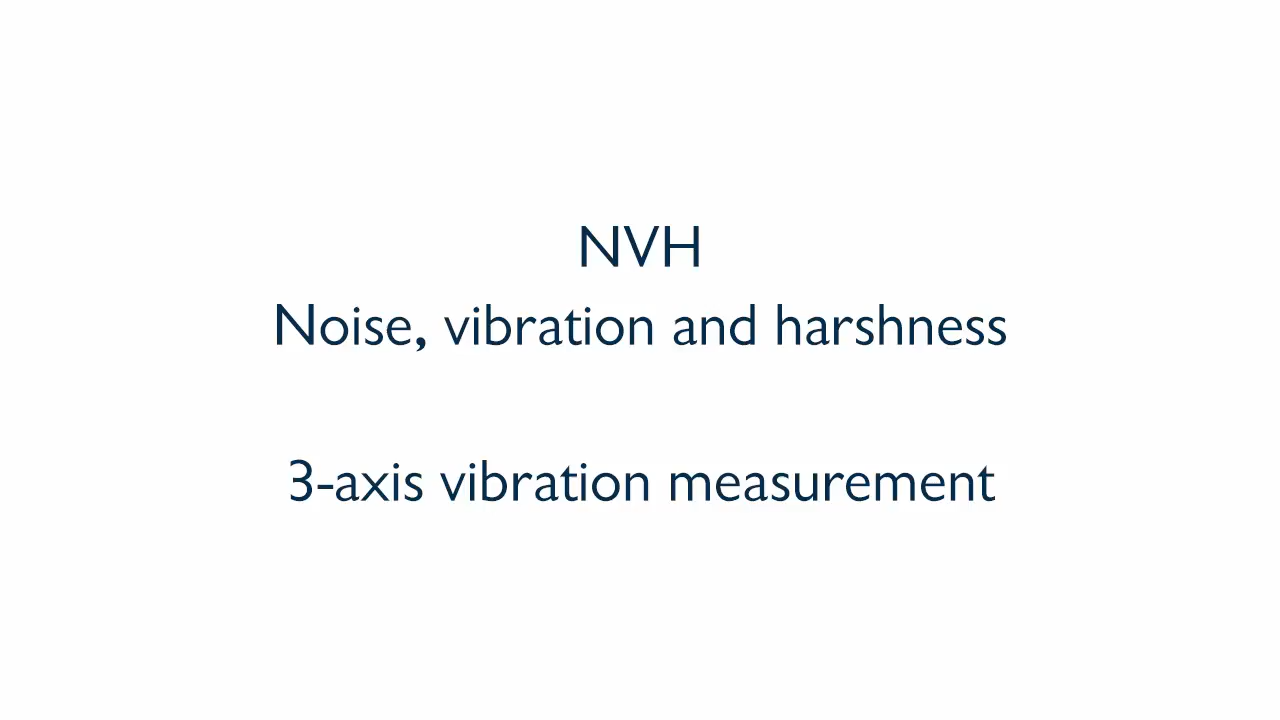 NVH
Noise, vibration and harshness
3-axis vibration measurement